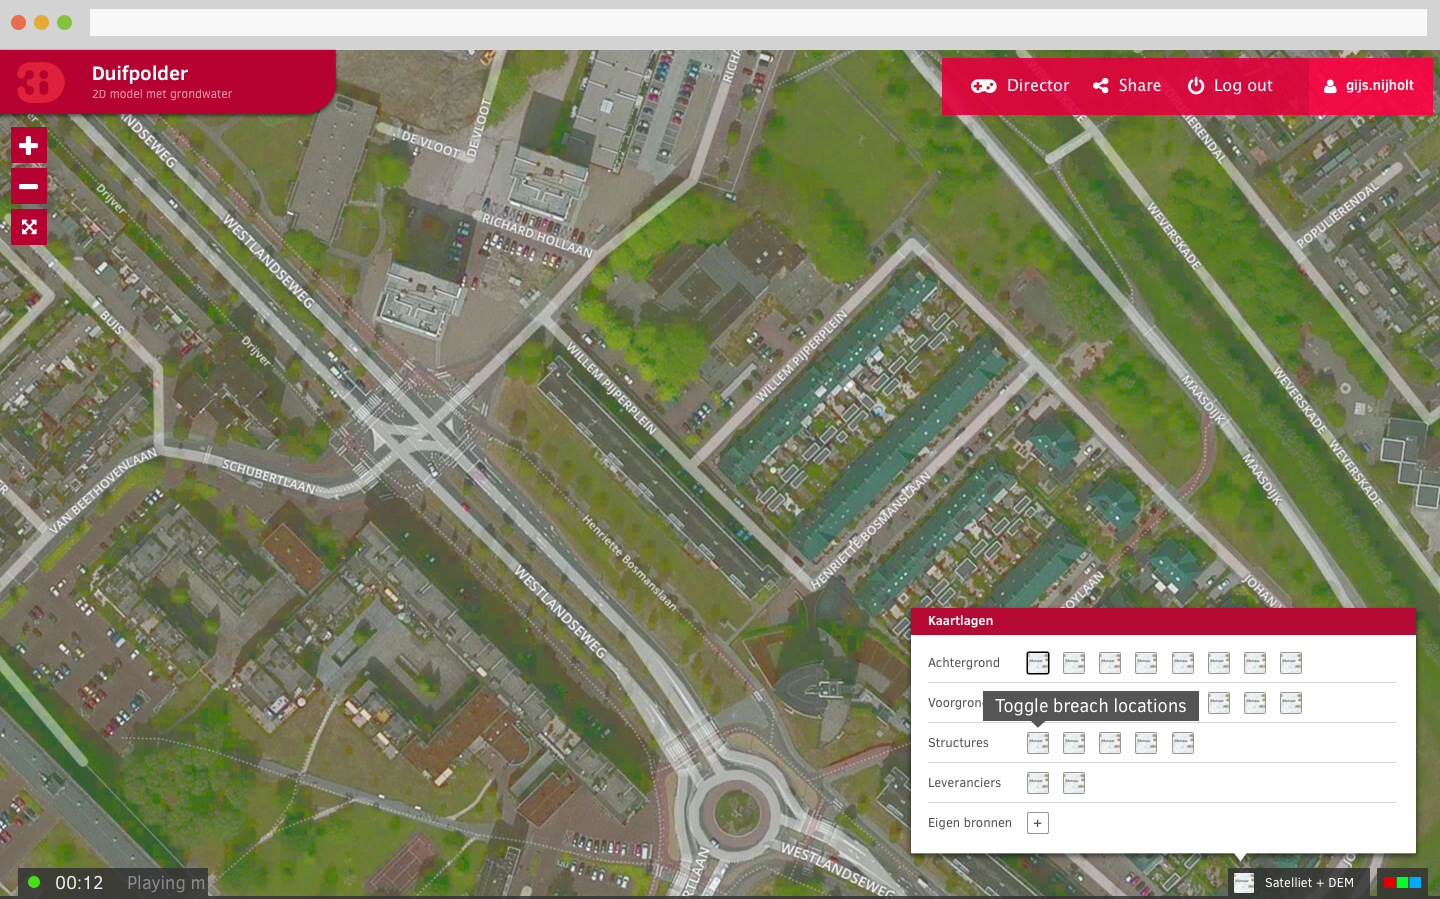 Duifpolder
2D model met grondwater
Director
Share
Log out
gijs.nijholt
DEVLOOT
DEVLOOT
RICHARD HOLLAAN
Drijver
WESTLANDSEWEG
BUIS
Drijver
WEVERSKADE
POPULIERENDAL
WILLEM PIJPERPLEIN
WILLEM PIJPERPLEIN
MAASDIJK
WEVERSKADE
WEVERSKADE
MAASDIJK
VAN BEETHOVENLAAN
SCHUBERTLAAN
HENRIETTE BOSMANSLAAN
Henriette Bosmanslaan
WESTLANDSEWEG
WESTLANDSEWEG
Kaartlagen
Achtergrond
Voorgron
Toggle breach locations
Structures
Leveranciers
Eigen bronnen
+
00:12
Playing m
Satelliet + DEM